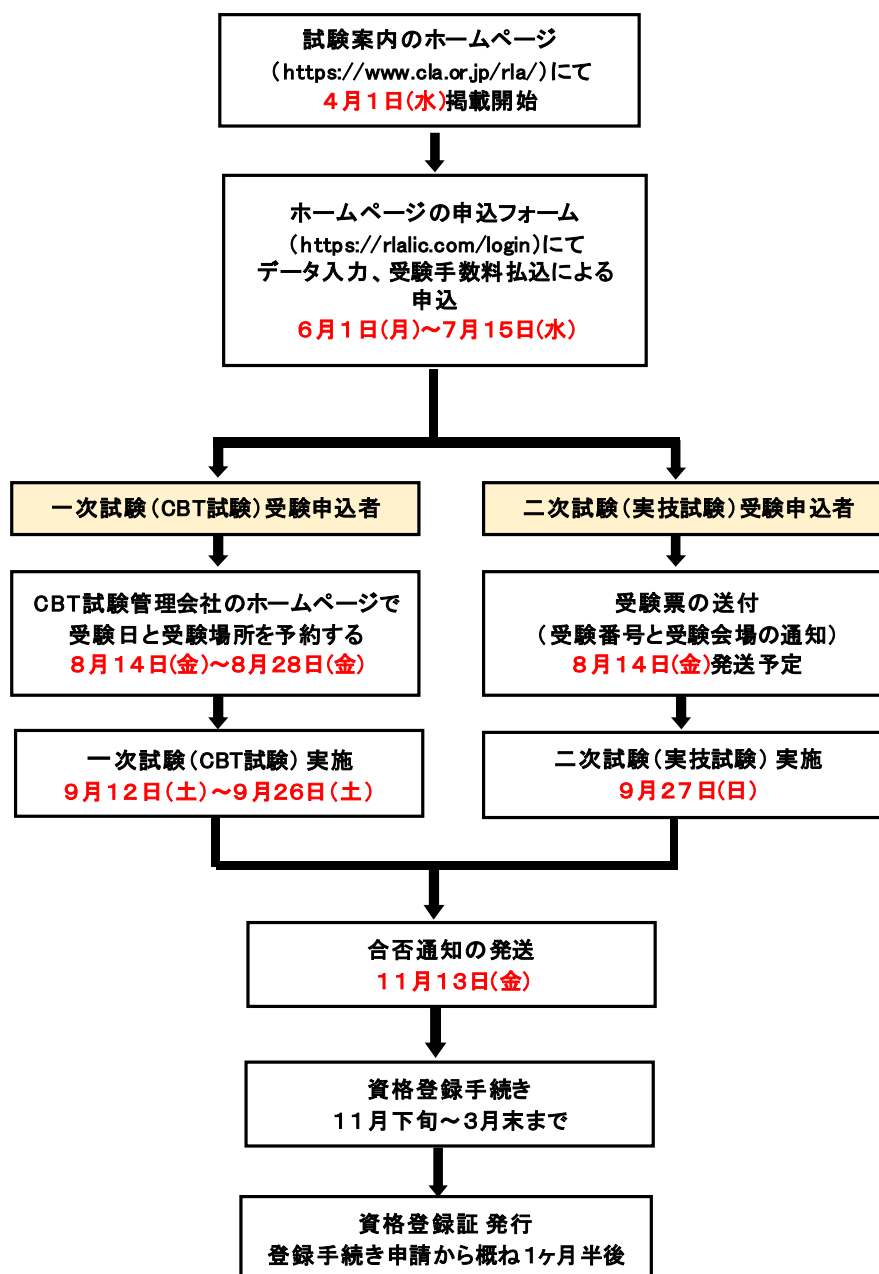 試験案内のホームページ
（https://www.cla.or.jp/rla/）にて
４月１日（水）掲載開始
ホームページの申込フォーム
（https://rlalic.com/login）にて
データ入力、受験手数料払込による
申込
６月１日（月）～７月１５日（水）
一次試験（CBT試験）受験申込者
二次試験（実技試験）受験申込者
CBT試験管理会社のホームページで
受験日と受験場所を予約する
８月１４日（金）～８月２８日（金）
受験票の送付
（受験番号と受験会場の通知）
８月１４日（金）発送予定
一次試験（CBT試験） 実施
９月１２日（土）～９月２６日（土）
二次試験（実技試験） 実施
９月２７日（日）
合否通知の発送
１１月１３日（金）
資格登録手続き
１１月下旬～３月末まで
資格登録証 発行
登録手続き申請から概ね１ヶ月半後